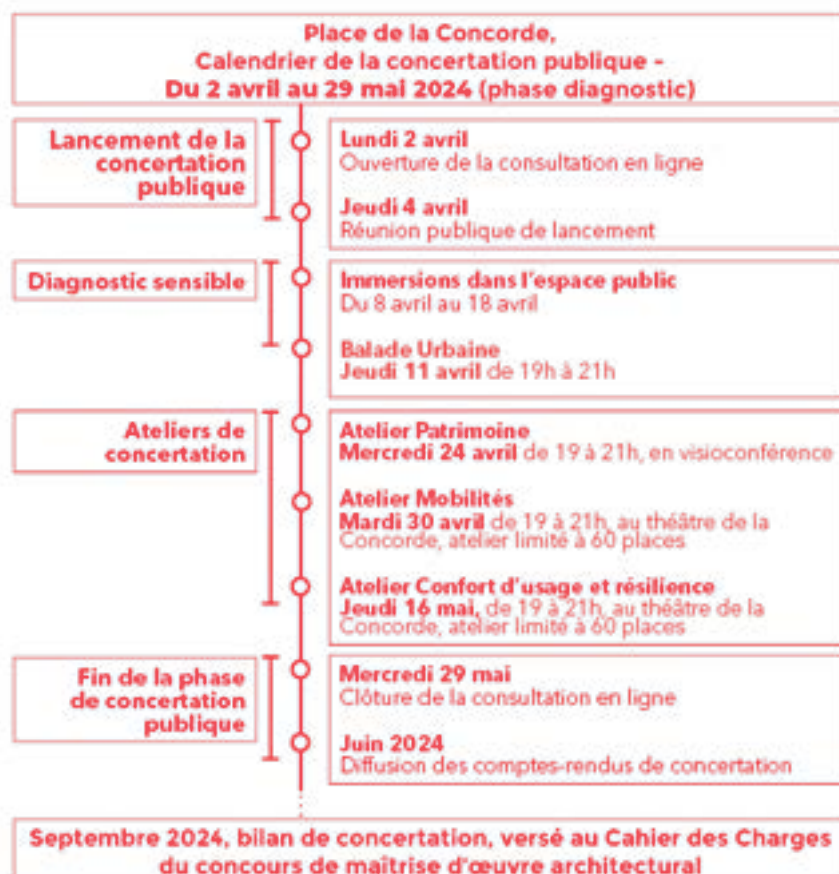 Place de la Concorde,
Calendrier de la concertation publique -
Du 2 avril au 29 mai 2024 (phase diagnostic)
Lancement de la
concertation
publique
Lundi 2 avril
Ouverture de la consultation en ligne
Jeudi 4 avril
Réunion publique de lancement
Diagnostic sensible
Immersions dans l'espace public
Du 8 avril au 18 avril
Balade Urbaine
Jeudi 11 avril de 19h à 21h
Ateliers de
concertation
Atelier Patrimoine
Mercredi 24 avril de 19 à 21h, en visioconférence
Atelier Mobilités
Mardi 30 avril de 19 à 21h, au théâtre de la
Concorde, atelier limité à 60 places
Atelier Confort d'usage et résilience
Jeudi 16 mai, de 19 à 21h, au théâtre de la
Concorde, atelier limité à 60 places
Fin de la phase
de concertation
publique
Mercredi 29 mai
Clôture de la consultation en ligne
Juin 2024
Diffusion des comptes-rendus de concertation
Septembre 2024, bilan de concertation, versé au Cahier des Charges
du concours de maîtrise d'œuvre architectural